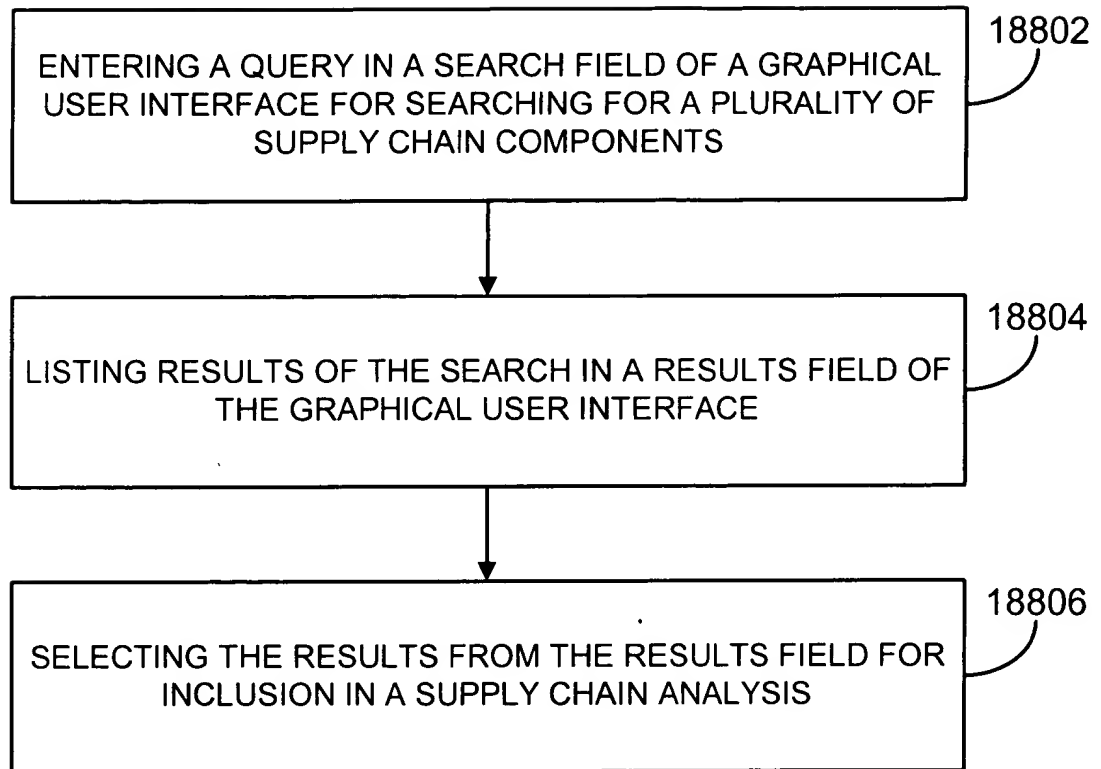 18802
ENTERING A QUERY IN A SEARCH FIELD OF A GRAPHICAL
USER INTERFACE FOR SEARCHING FOR A PLURALITY OF
SUPPLY CHAIN COMPONENTS
18804
LISTING RESULTS OF THE SEARCH IN A RESULTS FIELD OF
THE GRAPHICAL USER INTERFACE
18806
SELECTING THE RESULTS FROM THE RESULTS FIELD FOR
INCLUSION IN A SUPPLY CHAIN ANALYSIS